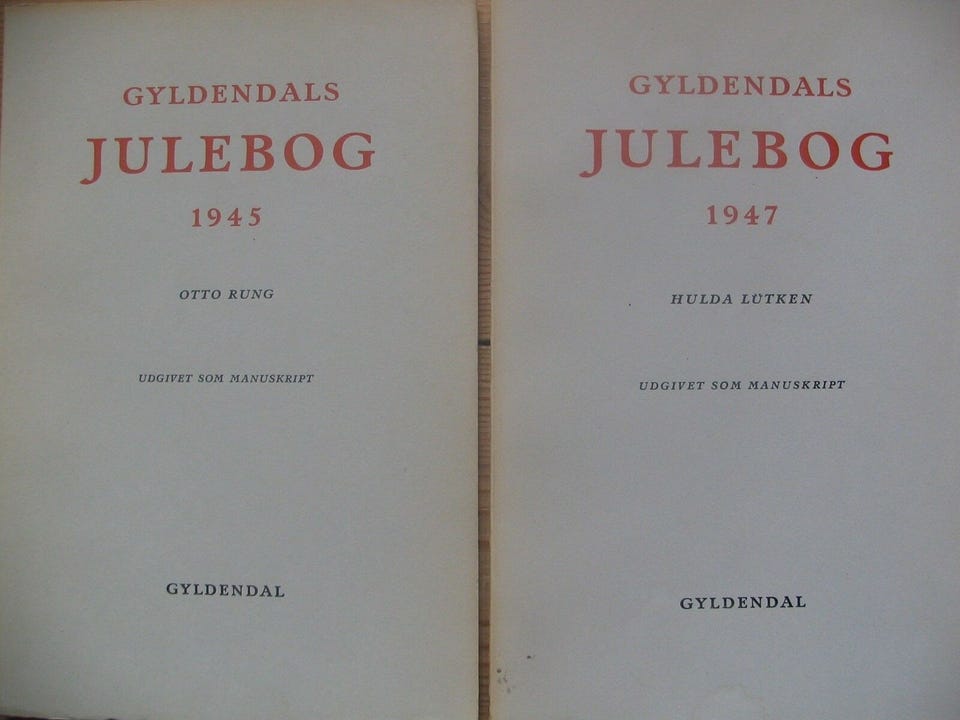 GYLDENDALS
JULEBOG
1945
OTTO RUNG
UDGIVET SOM MANUSKRIPT
GYLDENDAL
GYLDENDALS
JULEBOG
1947
HULDA LÜTKEN
UDGIVET SOM MANUSKRIPT
GYLDENDAL